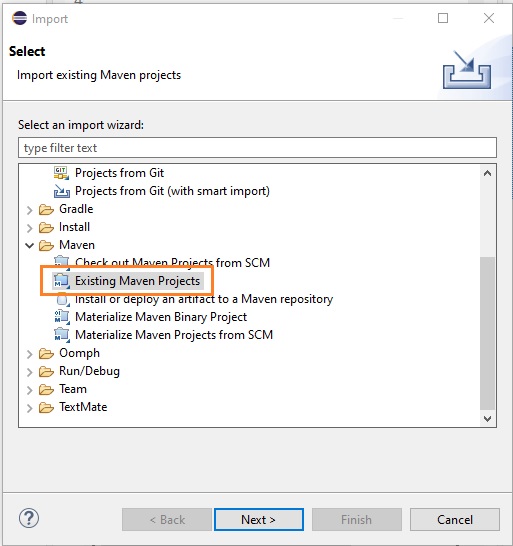 Import
Select
Import existing Maven projects
Select an import wizard:
type filter text
Projects from Git
Projects from Git (with smart import)
Gradle
Install
Maven
Check out Maven Projects from SCM
Existing Maven Projects
Install or deploy an artifact to a Maven repository
Materialize Maven Binary Project
Materialize Maven Projects from SCM
Oomph
Run/Debug
Team
TextMate
< Back
Next >
Finish
Cancel